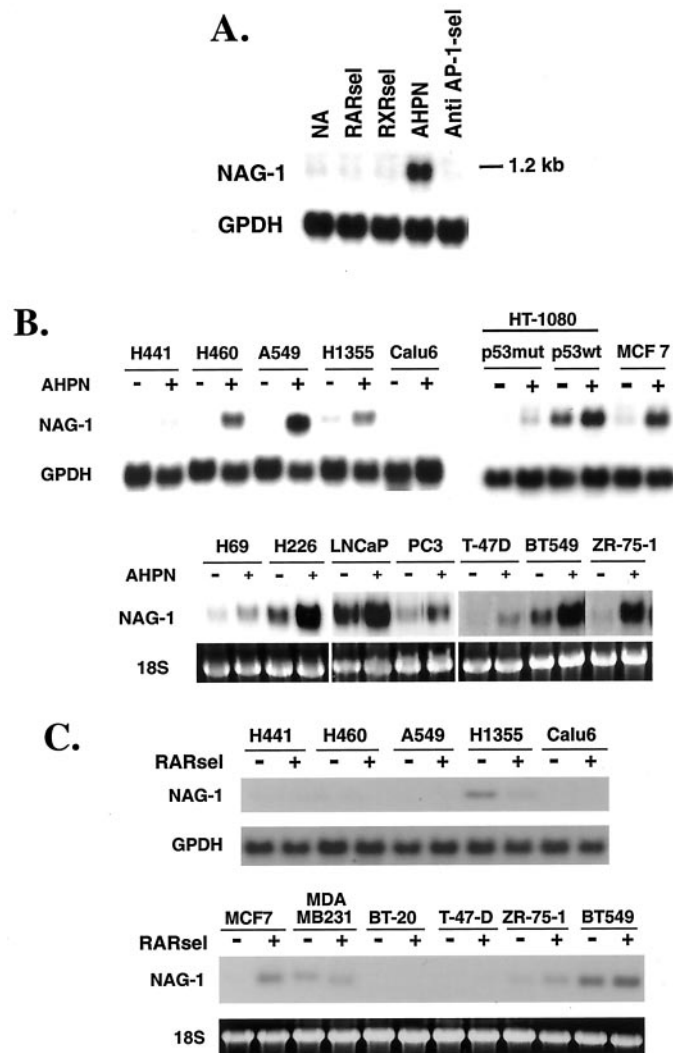 A.
NA RARsel RXRsel AHPN Anti AP-1-sel
NAG-1 1.2 kb
GPDH
B.
HT-1080
H441 H460 A549 H1355 Calu6 p53mut p53wt MCF 7
AHPN - + - + - + - + - + - + - + - +
NAG-1
GPDH
H69 H226 LNCaP PC3 T-47D BT549 ZR-75-1
AHPN - + - + - + - + - + - + - +
NAG-1
18S
C.
H441 H460 A549 H1355 Calu6
RARsel - + - + - + - + - +
NAG-1
GPDH
MDA
MCF7 MB231 BT-20 T-47-D ZR-75-1 BT549
RARsel - + - + - + - + - + - +
NAG-1
18S